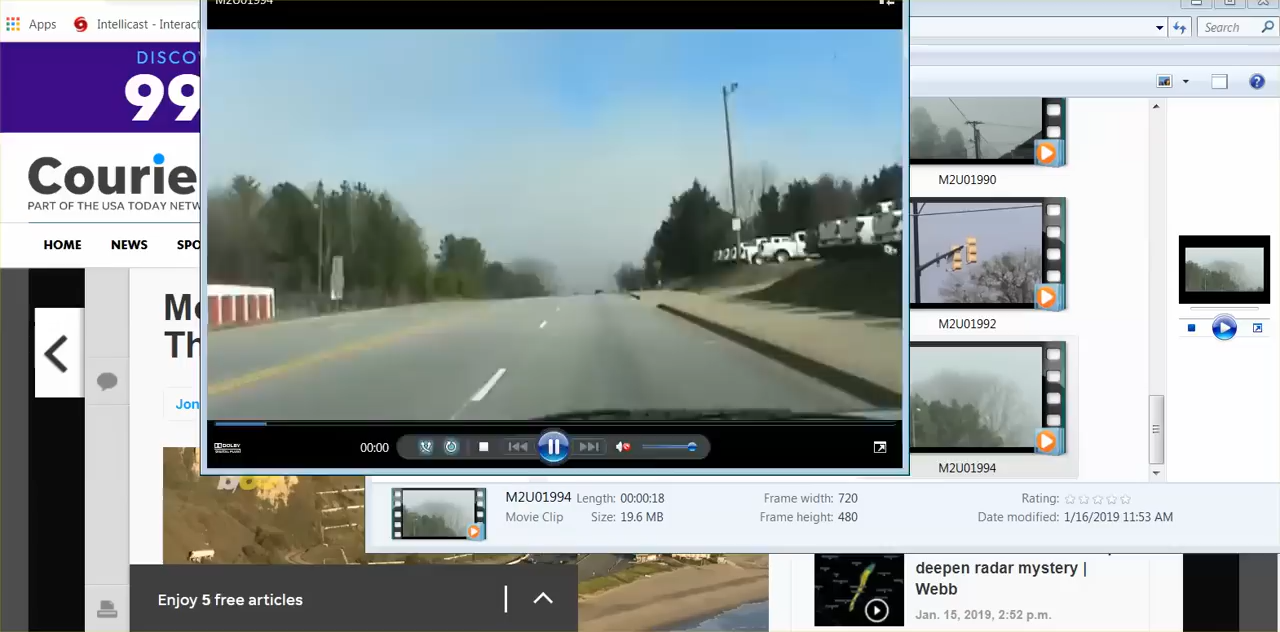 M2U01994
Apps
Intellicast - Interact
Search
DISCO
99
Courie
PART OF THE USA TODAY NETW
HOME NEWS SPO
Mo
Th
Jon
M2U01990
M2U01992
M2U01994
00:00
DOLBY
M2U01994 Length: 00:00:18 Frame width: 720 Rating:
Movie Clip Size: 19.6 MB Frame height: 480 Date modified: 1/16/2019 11:53 AM
Enjoy 5 free articles
deepen radar mystery |
Webb
Jan. 15, 2019, 2:52 p.m.